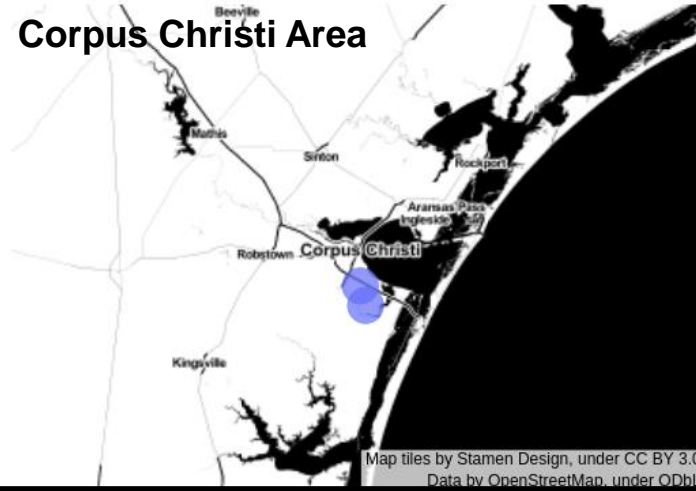 Beeville
Corpus Christi Area
Mathis
Sinton
Rockport
Aransas Pass
Ingleside
Robstown
Corpus Christi
Kingsville
Map tiles by Stamen Design, under CC BY 3.0
Data by OpenStreetMap, under ODbl